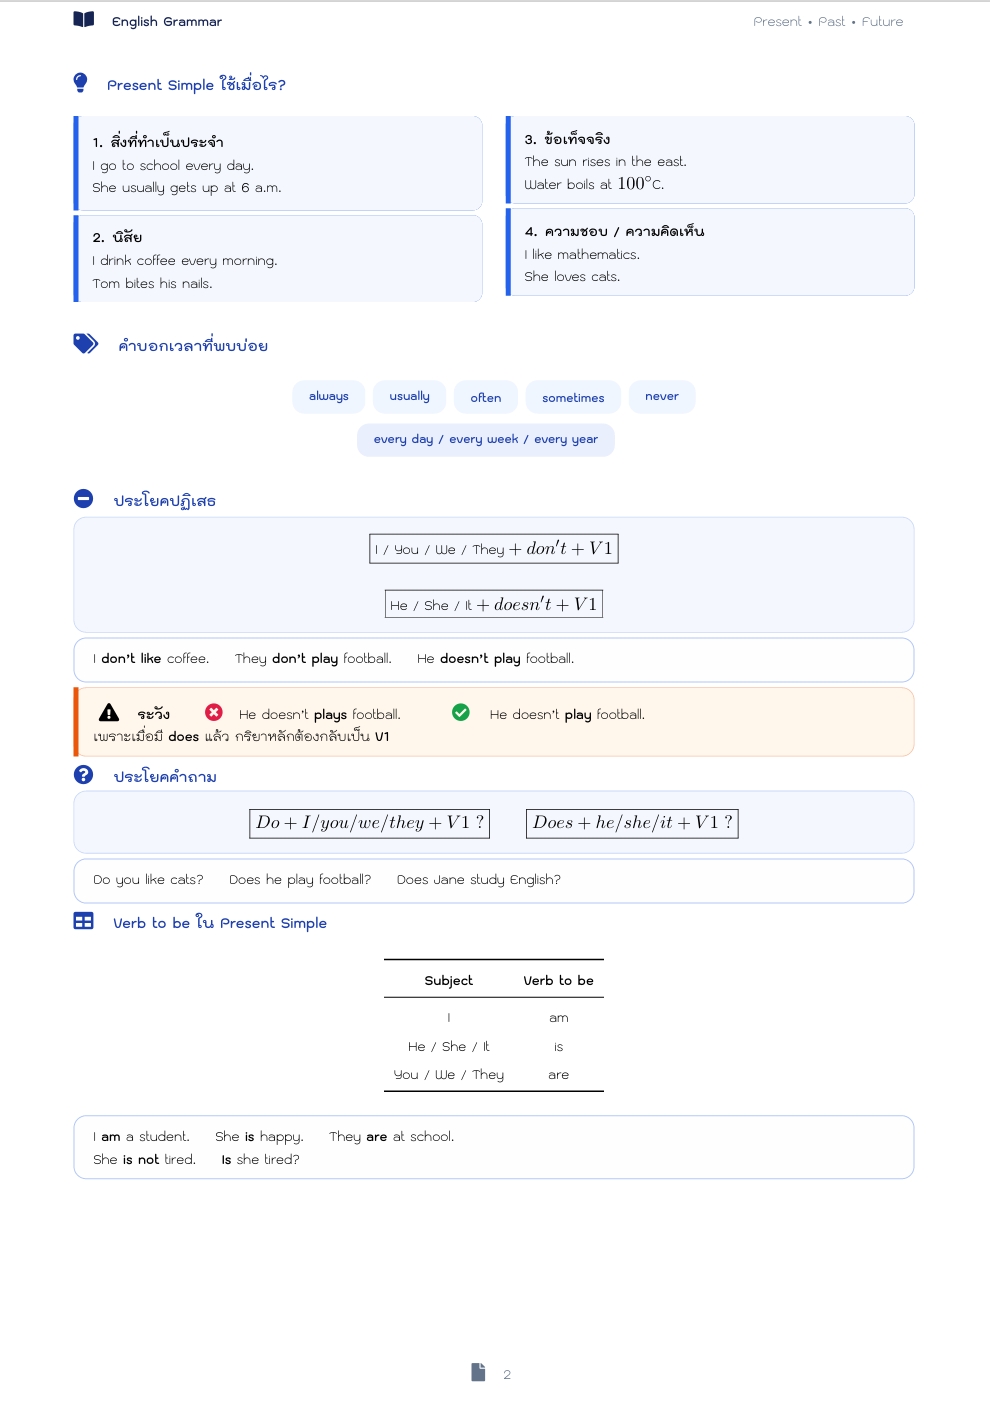 English Grammar
Present • Past • Future
Present Simple ใช้เมื่อไร?
1. สิ่งที่ทำเป็นประจำ
I go to school every day.
She usually gets up at 6 a.m.
2. นิสัย
I drink coffee every morning.
Tom bites his nails.
3. ข้อเท็จจริง
The sun rises in the east.
Water boils at 100°C.
4. ความชอบ / ความคิดเห็น
I like mathematics.
She loves cats.
คำบอกเวลาที่พบบ่อย
always usually often sometimes never
every day / every week / every year
ประโยคปฏิเสธ
I / You / We / They + don't + V1
He / She / It + doesn't + V1
I don't like coffee. They don't play football. He doesn't play football.
ระวัง He doesn't plays football. He doesn't play football.
เพราะเมื่อมี does แล้ว กริยาหลักต้องกลับเป็น V1
ประโยคคำถาม
Do + I/you/we/they + V1 ? Does + he/she/it + V1 ?
Do you like cats? Does he play football? Does Jane study English?
Verb to be ใน Present Simple
Subject Verb to be
I am
He / She / It is
You / We / They are
I am a student. She is happy. They are at school.
She is not tired. Is she tired?
2